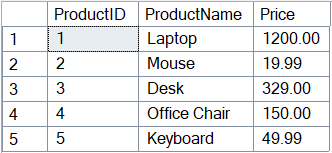 ProductID ProductName Price
1 1 Laptop 1200.00
2 2 Mouse 19.99
3 3 Desk 329.00
4 4 Office Chair 150.00
5 5 Keyboard 49.99